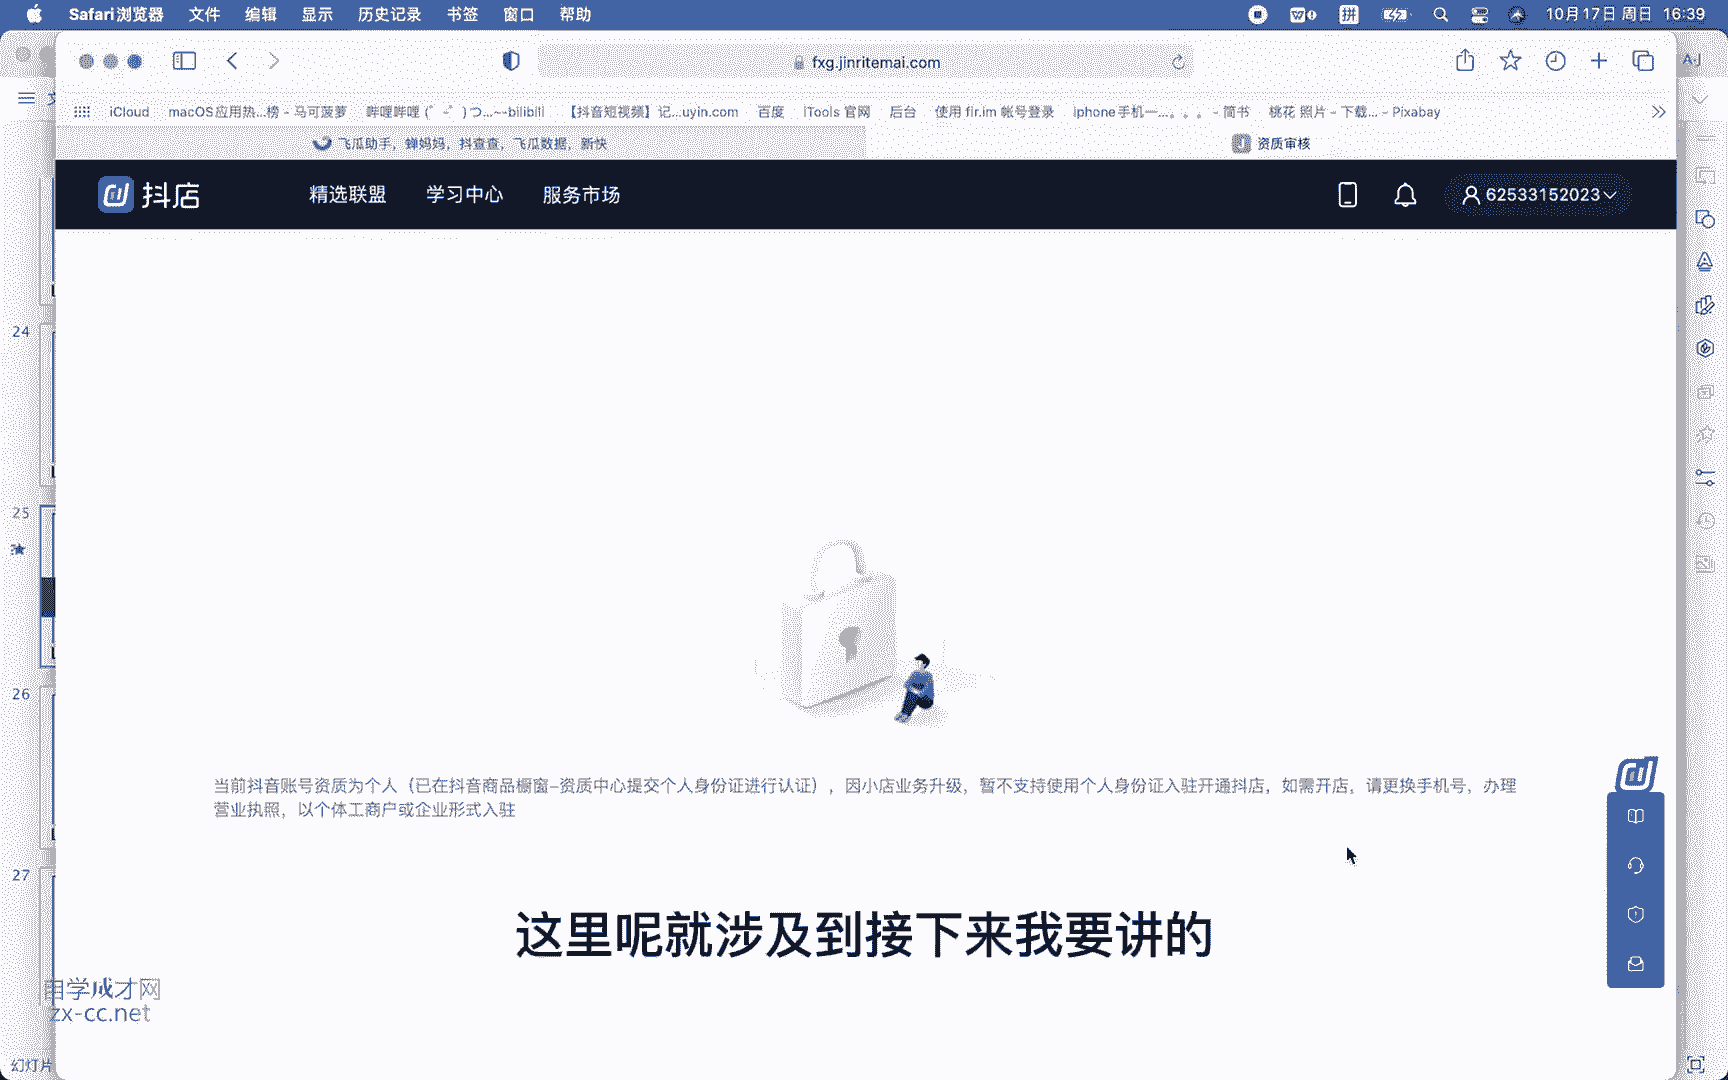 Safari浏览器 文件 编辑 显示 历史记录 书签 窗口 帮助 拼 10月17日 周日 16:39
fxg.jinritemai.com
iCloud macOS应用热...榜 - 马可菠萝 哔哩哔哩 (゜-゜)つ...~-bilibili 【抖音短视频】记...uyin.com 百度 iTools 官网 后台 使用 fir.im 帐号登录 iphone手机一...。。。 - 简书 桃花 照片 - 下载... - Pixabay
飞瓜助手，蝉妈妈，抖查查，飞瓜数据，新快 资质审核
抖店 精选联盟 学习中心 服务市场 62533152023
24
25
26
27
当前抖音账号资质为个人（已在抖音商品橱窗-资质中心提交个人身份证进行认证），因小店业务升级，暂不支持使用个人身份证入驻开通抖店，如需开店，请更换手机号，办理
营业执照，以个体工商户或企业形式入驻
这里呢就涉及到接下来我要讲的
自学成才网
zx-cc.net
幻灯片